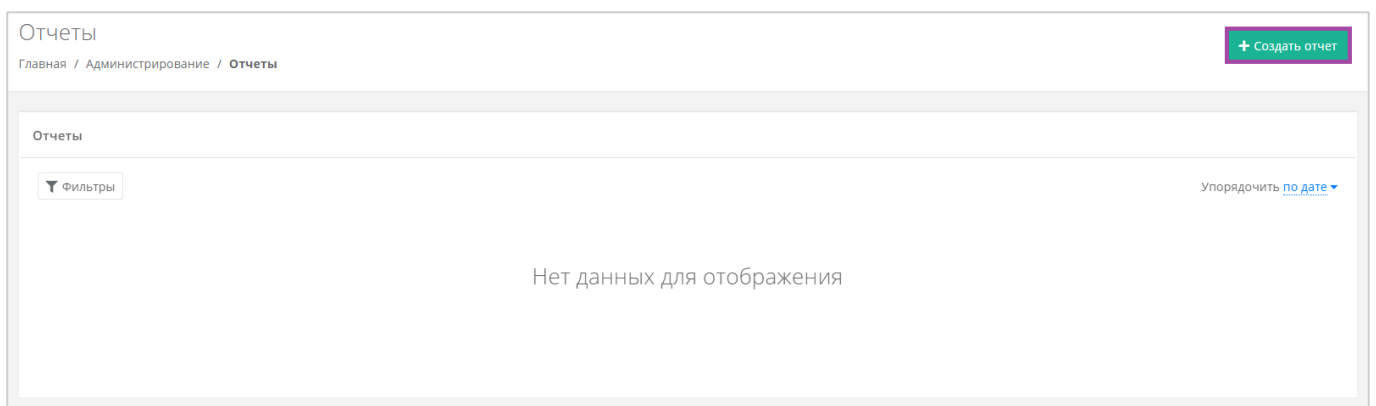 Отчеты
Создать отчет
Главная / Администрирование / Отчеты
Отчеты
Фильтры
Упорядочить по дате
Нет данных для отображения